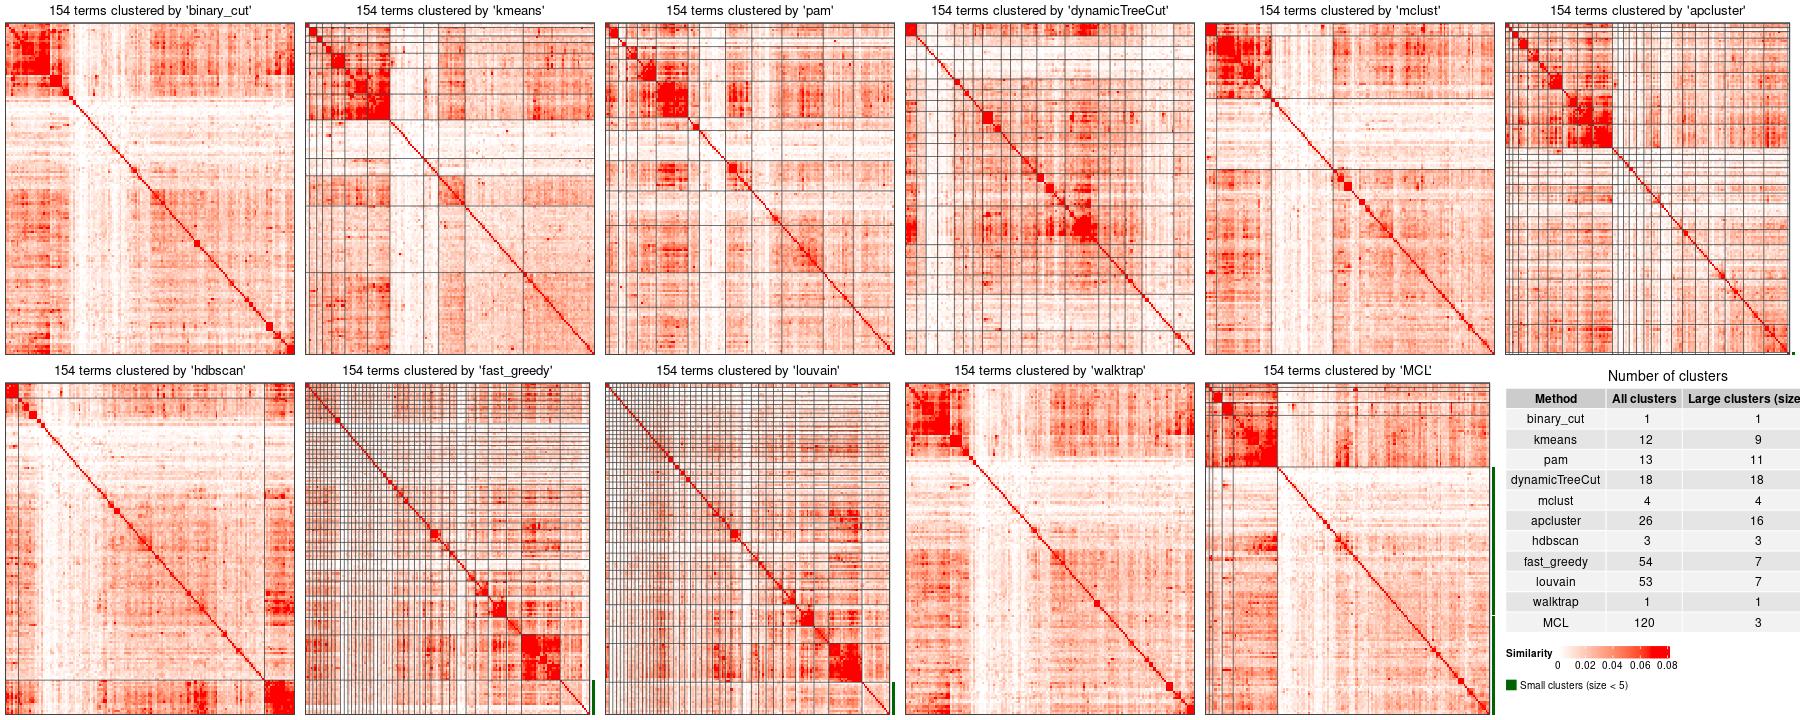 154 terms clustered by 'binary_cut'
154 terms clustered by 'kmeans'
154 terms clustered by 'pam'
154 terms clustered by 'dynamicTreeCut'
154 terms clustered by 'mclust'
154 terms clustered by 'apcluster'
154 terms clustered by 'hdbscan'
154 terms clustered by 'fast_greedy'
154 terms clustered by 'louvain'
154 terms clustered by 'walktrap'
154 terms clustered by 'MCL'
Number of clusters
Method All clusters Large clusters (size
binary_cut 1 1
kmeans 12 9
pam 13 11
dynamicTreeCut 18 18
mclust 4 4
apcluster 26 16
hdbscan 3 3
fast_greedy 54 7
louvain 53 7
walktrap 1 1
MCL 120 3
Similarity
0 0.02 0.04 0.06 0.08
Small clusters (size < 5)